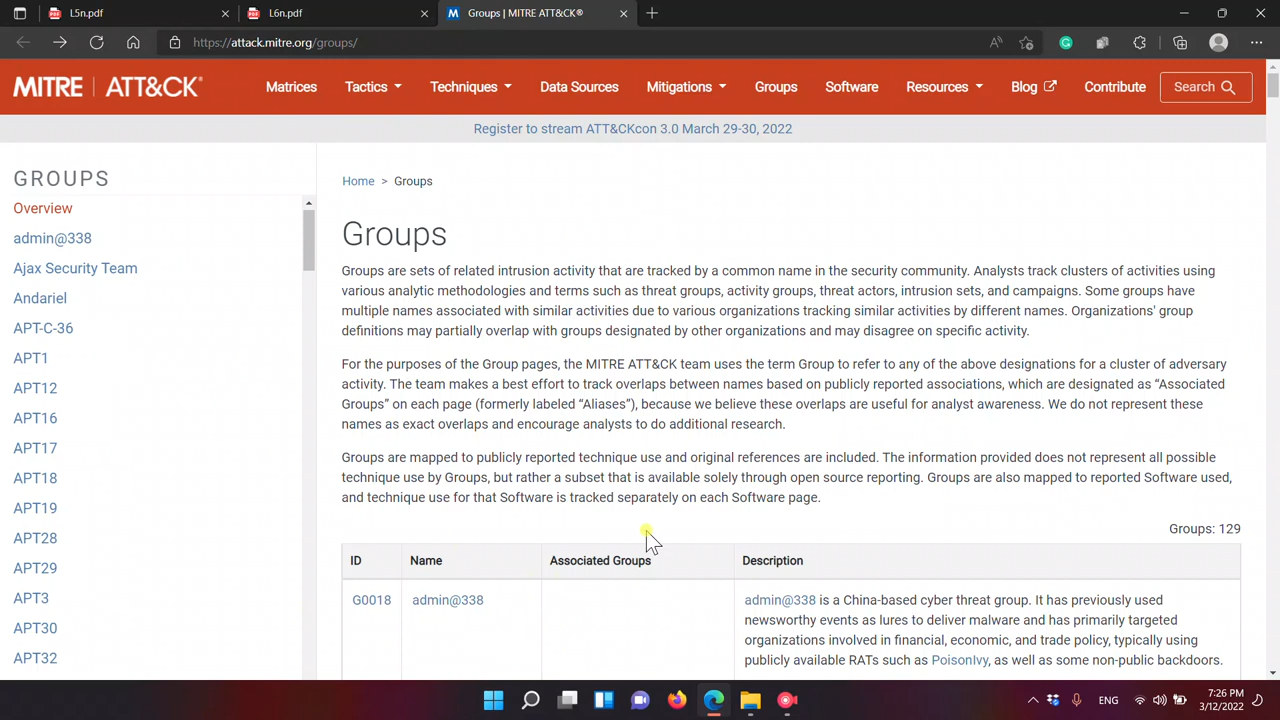 L5n.pdf
L6n.pdf
Groups | MITRE ATT&CK®
https://attack.mitre.org/groups/
MITRE | ATT&CK®
Matrices
Tactics
Techniques
Data Sources
Mitigations
Groups
Software
Resources
Blog
Contribute
Search
Register to stream ATT&CKcon 3.0 March 29-30, 2022
GROUPS
Overview
admin@338
Ajax Security Team
Andariel
APT-C-36
APT1
APT12
APT16
APT17
APT18
APT19
APT28
APT29
APT3
APT30
APT32
Home > Groups
Groups
Groups are sets of related intrusion activity that are tracked by a common name in the security community. Analysts track clusters of activities using
various analytic methodologies and terms such as threat groups, activity groups, threat actors, intrusion sets, and campaigns. Some groups have
multiple names associated with similar activities due to various organizations tracking similar activities by different names. Organizations' group
definitions may partially overlap with groups designated by other organizations and may disagree on specific activity.
For the purposes of the Group pages, the MITRE ATT&CK team uses the term Group to refer to any of the above designations for a cluster of adversary
activity. The team makes a best effort to track overlaps between names based on publicly reported associations, which are designated as “Associated
Groups” on each page (formerly labeled “Aliases”), because we believe these overlaps are useful for analyst awareness. We do not represent these
names as exact overlaps and encourage analysts to do additional research.
Groups are mapped to publicly reported technique use and original references are included. The information provided does not represent all possible
technique use by Groups, but rather a subset that is available solely through open source reporting. Groups are also mapped to reported Software used,
and technique use for that Software is tracked separately on each Software page.
Groups: 129
ID
Name
Associated Groups
Description
G0018
admin@338
admin@338 is a China-based cyber threat group. It has previously used
newsworthy events as lures to deliver malware and has primarily targeted
organizations involved in financial, economic, and trade policy, typically using
publicly available RATs such as PoisonIvy, as well as some non-public backdoors.
ENG
7:26 PM
3/12/2022